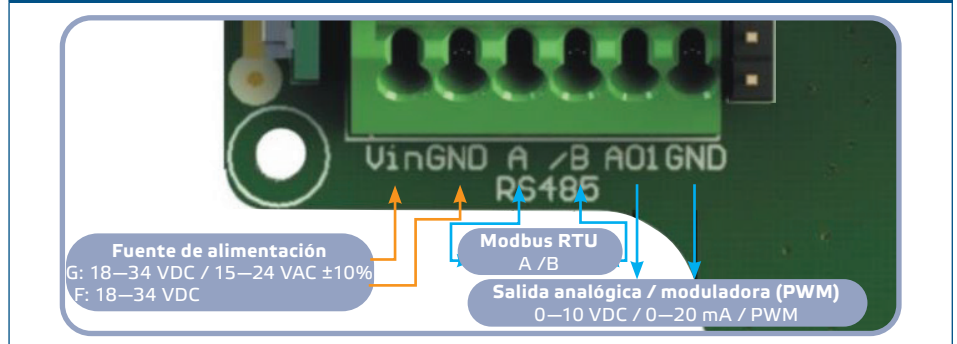 VinGND A /B AO1GND
RS485
Fuente de alimentación
G: 18—34 VDC / 15—24 VAC ±10%
F: 18—34 VDC
Modbus RTU
A /B
Salida analógica / moduladora (PWM)
0—10 VDC / 0—20 mA / PWM